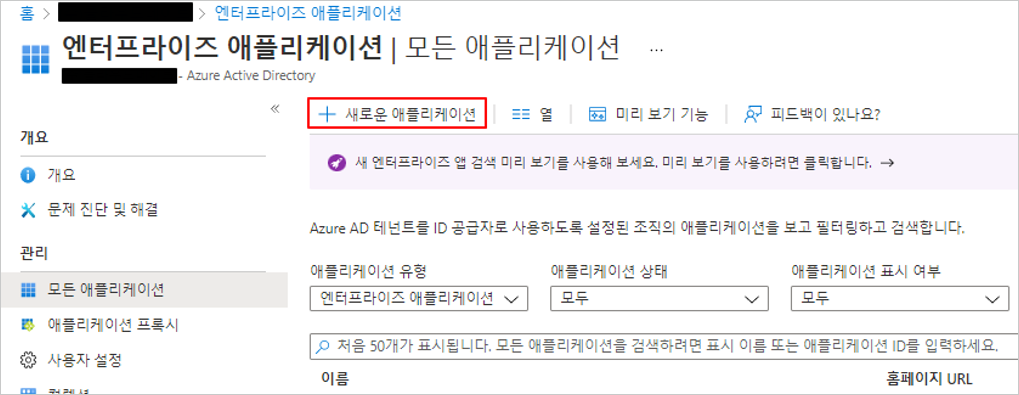 홈 > > 엔터프라이즈 애플리케이션
엔터프라이즈 애플리케이션 | 모든 애플리케이션 ...
- Azure Active Directory
«
+ 새로운 애플리케이션 열 미리 보기 기능 피드백이 있나요?
개요
새 엔터프라이즈 앱 검색 미리 보기를 사용해 보세요. 미리 보기를 사용하려면 클릭합니다. →
개요
문제 진단 및 해결
관리
모든 애플리케이션
애플리케이션 프록시
사용자 설정
컬렉션
Azure AD 테넌트를 ID 공급자로 사용하도록 설정된 조직의 애플리케이션을 보고 필터링하고 검색합니다.
애플리케이션 유형 애플리케이션 상태 애플리케이션 표시 여부
엔터프라이즈 애플리케이션 모두 모두
처음 50개가 표시됩니다. 모든 애플리케이션을 검색하려면 표시 이름 또는 애플리케이션 ID를 입력하세요.
이름 홈페이지 URL